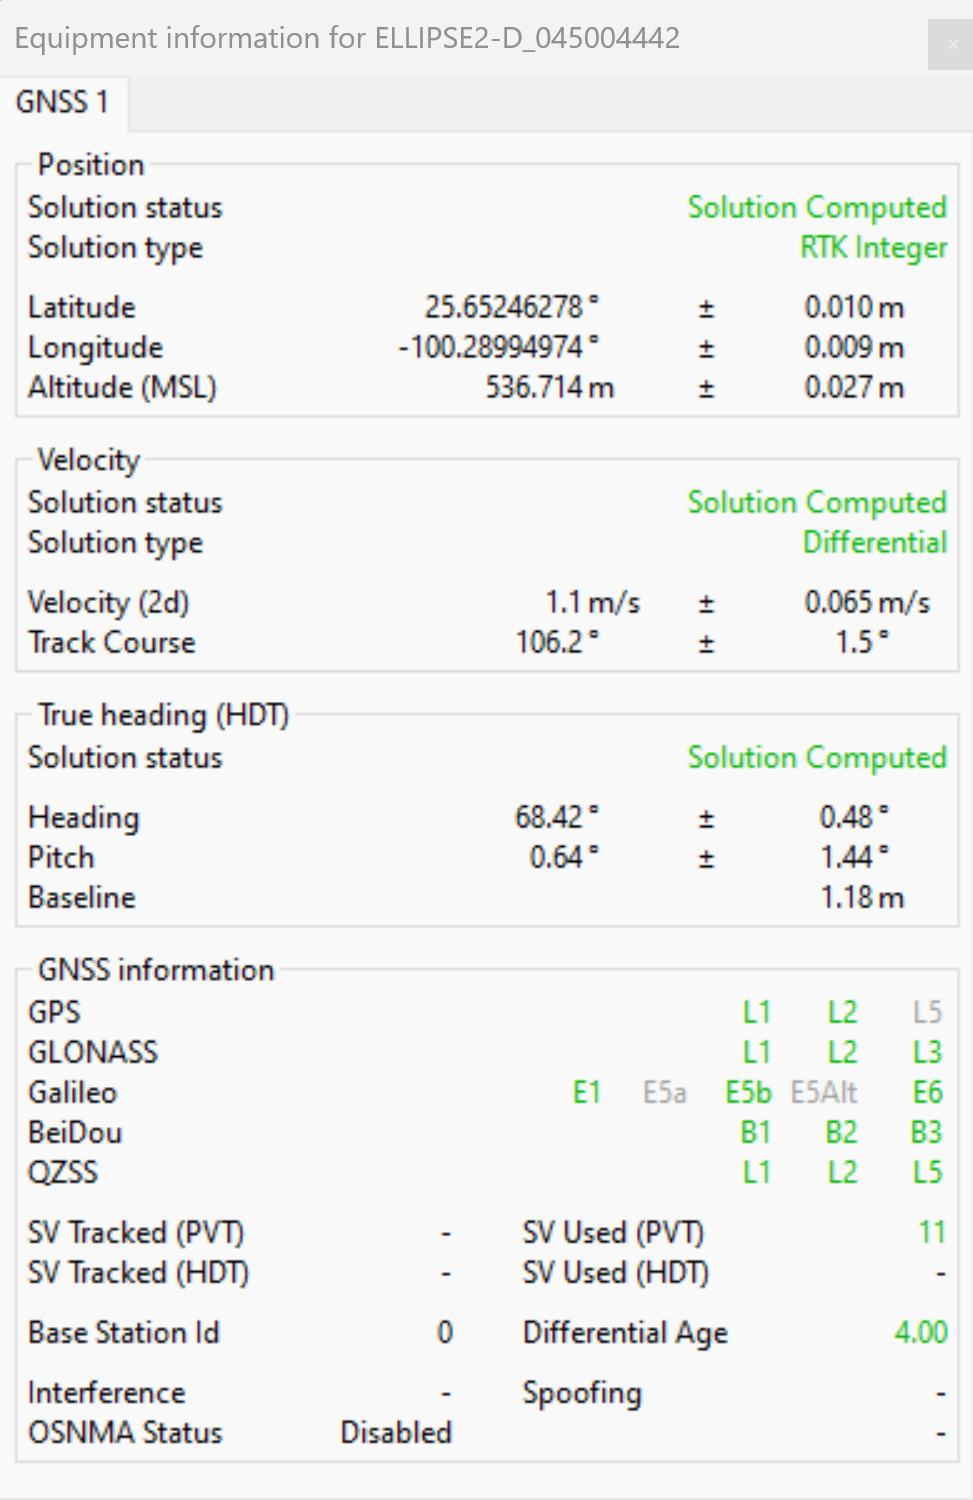 Equipment information for ELLIPSE2-D_045004442
×
GNSS 1
Position
Solution status Solution Computed
Solution type RTK Integer
Latitude 25.65246278 ° ± 0.010 m
Longitude -100.28994974 ° ± 0.009 m
Altitude (MSL) 536.714 m ± 0.027 m
Velocity
Solution status Solution Computed
Solution type Differential
Velocity (2d) 1.1 m/s ± 0.065 m/s
Track Course 106.2 ° ± 1.5 °
True heading (HDT)
Solution status Solution Computed
Heading 68.42 ° ± 0.48 °
Pitch 0.64 ° ± 1.44 °
Baseline 1.18 m
GNSS information
GPS L1 L2 L5
GLONASS L1 L2 L3
Galileo E1 E5a E5b E5Alt E6
BeiDou B1 B2 B3
QZSS L1 L2 L5
SV Tracked (PVT) - SV Used (PVT) 11
SV Tracked (HDT) - SV Used (HDT) -
Base Station Id 0 Differential Age 4.00
Interference - Spoofing -
OSNMA Status Disabled -